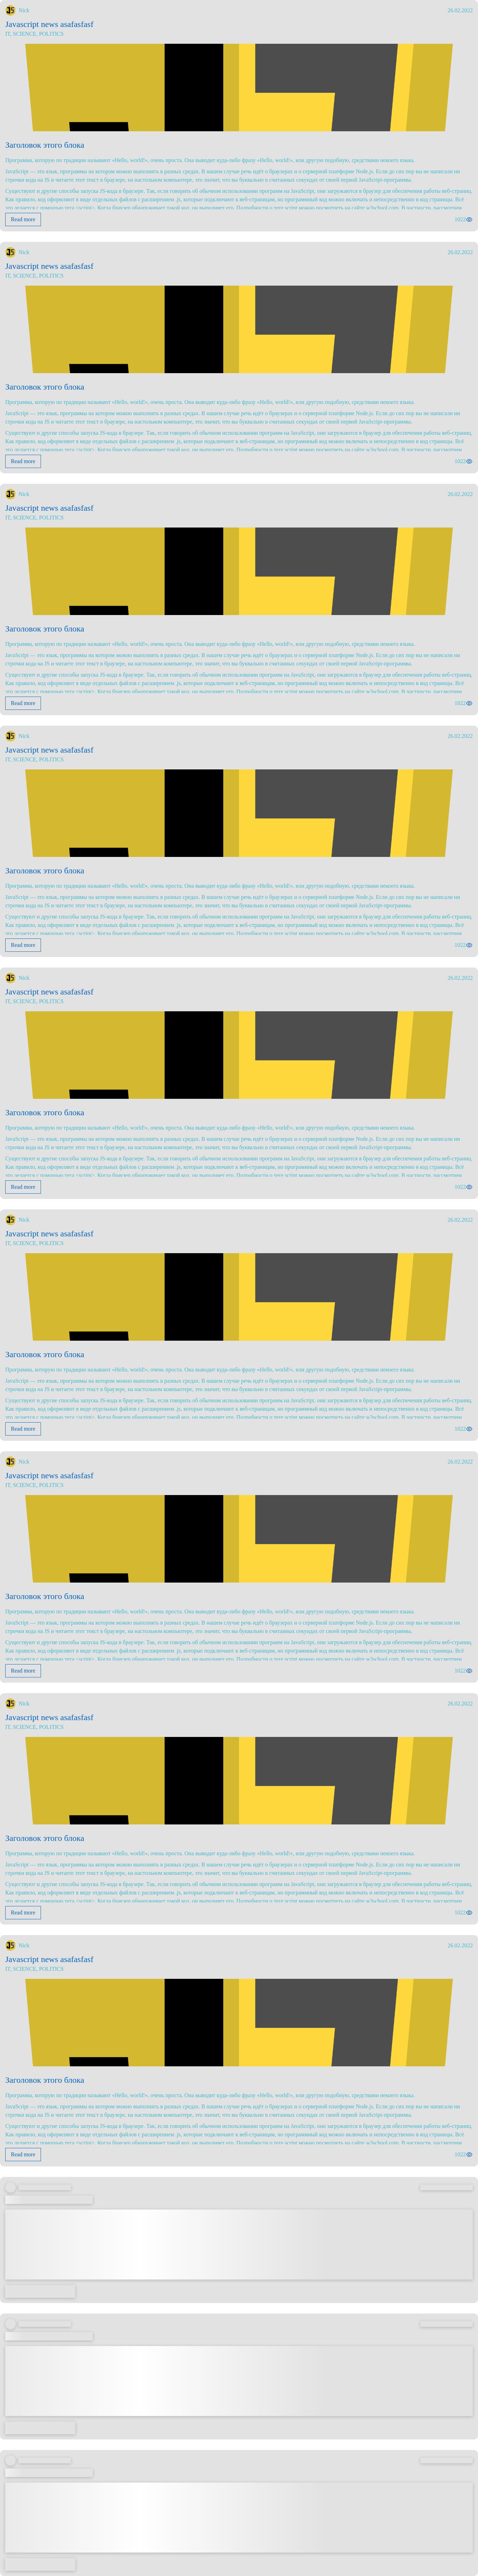 JS Nick 26.02.2022
Javascript news asafasfasf
IT, SCIENCE, POLITICS
Заголовок этого блока
Программа, которую по традиции называют «Hello, world!», очень проста. Она выводит куда-либо фразу «Hello, world!», или другую подобную, средствами некоего языка.
JavaScript — это язык, программы на котором можно выполнять в разных средах. В нашем случае речь идёт о браузерах и о серверной платформе Node.js. Если до сих пор вы не написали ни
строчки кода на JS и читаете этот текст в браузере, на настольном компьютере, это значит, что вы буквально в считанных секундах от своей первой JavaScript-программы.
Существуют и другие способы запуска JS-кода в браузере. Так, если говорить об обычном использовании программ на JavaScript, они загружаются в браузер для обеспечения работы веб-страниц.
Как правило, код оформляют в виде отдельных файлов с расширением .js, которые подключают к веб-страницам, но программный код можно включать и непосредственно в код страницы. Всё
Read more 1022
JS Nick 26.02.2022
Javascript news asafasfasf
IT, SCIENCE, POLITICS
Заголовок этого блока
Программа, которую по традиции называют «Hello, world!», очень проста. Она выводит куда-либо фразу «Hello, world!», или другую подобную, средствами некоего языка.
JavaScript — это язык, программы на котором можно выполнять в разных средах. В нашем случае речь идёт о браузерах и о серверной платформе Node.js. Если до сих пор вы не написали ни
строчки кода на JS и читаете этот текст в браузере, на настольном компьютере, это значит, что вы буквально в считанных секундах от своей первой JavaScript-программы.
Существуют и другие способы запуска JS-кода в браузере. Так, если говорить об обычном использовании программ на JavaScript, они загружаются в браузер для обеспечения работы веб-страниц.
Как правило, код оформляют в виде отдельных файлов с расширением .js, которые подключают к веб-страницам, но программный код можно включать и непосредственно в код страницы. Всё
Read more 1022
JS Nick 26.02.2022
Javascript news asafasfasf
IT, SCIENCE, POLITICS
Заголовок этого блока
Программа, которую по традиции называют «Hello, world!», очень проста. Она выводит куда-либо фразу «Hello, world!», или другую подобную, средствами некоего языка.
JavaScript — это язык, программы на котором можно выполнять в разных средах. В нашем случае речь идёт о браузерах и о серверной платформе Node.js. Если до сих пор вы не написали ни
строчки кода на JS и читаете этот текст в браузере, на настольном компьютере, это значит, что вы буквально в считанных секундах от своей первой JavaScript-программы.
Существуют и другие способы запуска JS-кода в браузере. Так, если говорить об обычном использовании программ на JavaScript, они загружаются в браузер для обеспечения работы веб-страниц.
Как правило, код оформляют в виде отдельных файлов с расширением .js, которые подключают к веб-страницам, но программный код можно включать и непосредственно в код страницы. Всё
Read more 1022
JS Nick 26.02.2022
Javascript news asafasfasf
IT, SCIENCE, POLITICS
Заголовок этого блока
Программа, которую по традиции называют «Hello, world!», очень проста. Она выводит куда-либо фразу «Hello, world!», или другую подобную, средствами некоего языка.
JavaScript — это язык, программы на котором можно выполнять в разных средах. В нашем случае речь идёт о браузерах и о серверной платформе Node.js. Если до сих пор вы не написали ни
строчки кода на JS и читаете этот текст в браузере, на настольном компьютере, это значит, что вы буквально в считанных секундах от своей первой JavaScript-программы.
Существуют и другие способы запуска JS-кода в браузере. Так, если говорить об обычном использовании программ на JavaScript, они загружаются в браузер для обеспечения работы веб-страниц.
Как правило, код оформляют в виде отдельных файлов с расширением .js, которые подключают к веб-страницам, но программный код можно включать и непосредственно в код страницы. Всё
Read more 1022
JS Nick 26.02.2022
Javascript news asafasfasf
IT, SCIENCE, POLITICS
Заголовок этого блока
Программа, которую по традиции называют «Hello, world!», очень проста. Она выводит куда-либо фразу «Hello, world!», или другую подобную, средствами некоего языка.
JavaScript — это язык, программы на котором можно выполнять в разных средах. В нашем случае речь идёт о браузерах и о серверной платформе Node.js. Если до сих пор вы не написали ни
строчки кода на JS и читаете этот текст в браузере, на настольном компьютере, это значит, что вы буквально в считанных секундах от своей первой JavaScript-программы.
Существуют и другие способы запуска JS-кода в браузере. Так, если говорить об обычном использовании программ на JavaScript, они загружаются в браузер для обеспечения работы веб-страниц.
Как правило, код оформляют в виде отдельных файлов с расширением .js, которые подключают к веб-страницам, но программный код можно включать и непосредственно в код страницы. Всё
Read more 1022
JS Nick 26.02.2022
Javascript news asafasfasf
IT, SCIENCE, POLITICS
Заголовок этого блока
Программа, которую по традиции называют «Hello, world!», очень проста. Она выводит куда-либо фразу «Hello, world!», или другую подобную, средствами некоего языка.
JavaScript — это язык, программы на котором можно выполнять в разных средах. В нашем случае речь идёт о браузерах и о серверной платформе Node.js. Если до сих пор вы не написали ни
строчки кода на JS и читаете этот текст в браузере, на настольном компьютере, это значит, что вы буквально в считанных секундах от своей первой JavaScript-программы.
Существуют и другие способы запуска JS-кода в браузере. Так, если говорить об обычном использовании программ на JavaScript, они загружаются в браузер для обеспечения работы веб-страниц.
Как правило, код оформляют в виде отдельных файлов с расширением .js, которые подключают к веб-страницам, но программный код можно включать и непосредственно в код страницы. Всё
Read more 1022
JS Nick 26.02.2022
Javascript news asafasfasf
IT, SCIENCE, POLITICS
Заголовок этого блока
Программа, которую по традиции называют «Hello, world!», очень проста. Она выводит куда-либо фразу «Hello, world!», или другую подобную, средствами некоего языка.
JavaScript — это язык, программы на котором можно выполнять в разных средах. В нашем случае речь идёт о браузерах и о серверной платформе Node.js. Если до сих пор вы не написали ни
строчки кода на JS и читаете этот текст в браузере, на настольном компьютере, это значит, что вы буквально в считанных секундах от своей первой JavaScript-программы.
Существуют и другие способы запуска JS-кода в браузере. Так, если говорить об обычном использовании программ на JavaScript, они загружаются в браузер для обеспечения работы веб-страниц.
Как правило, код оформляют в виде отдельных файлов с расширением .js, которые подключают к веб-страницам, но программный код можно включать и непосредственно в код страницы. Всё
Read more 1022
JS Nick 26.02.2022
Javascript news asafasfasf
IT, SCIENCE, POLITICS
Заголовок этого блока
Программа, которую по традиции называют «Hello, world!», очень проста. Она выводит куда-либо фразу «Hello, world!», или другую подобную, средствами некоего языка.
JavaScript — это язык, программы на котором можно выполнять в разных средах. В нашем случае речь идёт о браузерах и о серверной платформе Node.js. Если до сих пор вы не написали ни
строчки кода на JS и читаете этот текст в браузере, на настольном компьютере, это значит, что вы буквально в считанных секундах от своей первой JavaScript-программы.
Существуют и другие способы запуска JS-кода в браузере. Так, если говорить об обычном использовании программ на JavaScript, они загружаются в браузер для обеспечения работы веб-страниц.
Как правило, код оформляют в виде отдельных файлов с расширением .js, которые подключают к веб-страницам, но программный код можно включать и непосредственно в код страницы. Всё
Read more 1022
JS Nick 26.02.2022
Javascript news asafasfasf
IT, SCIENCE, POLITICS
Заголовок этого блока
Программа, которую по традиции называют «Hello, world!», очень проста. Она выводит куда-либо фразу «Hello, world!», или другую подобную, средствами некоего языка.
JavaScript — это язык, программы на котором можно выполнять в разных средах. В нашем случае речь идёт о браузерах и о серверной платформе Node.js. Если до сих пор вы не написали ни
строчки кода на JS и читаете этот текст в браузере, на настольном компьютере, это значит, что вы буквально в считанных секундах от своей первой JavaScript-программы.
Существуют и другие способы запуска JS-кода в браузере. Так, если говорить об обычном использовании программ на JavaScript, они загружаются в браузер для обеспечения работы веб-страниц.
Как правило, код оформляют в виде отдельных файлов с расширением .js, которые подключают к веб-страницам, но программный код можно включать и непосредственно в код страницы. Всё
Read more 1022